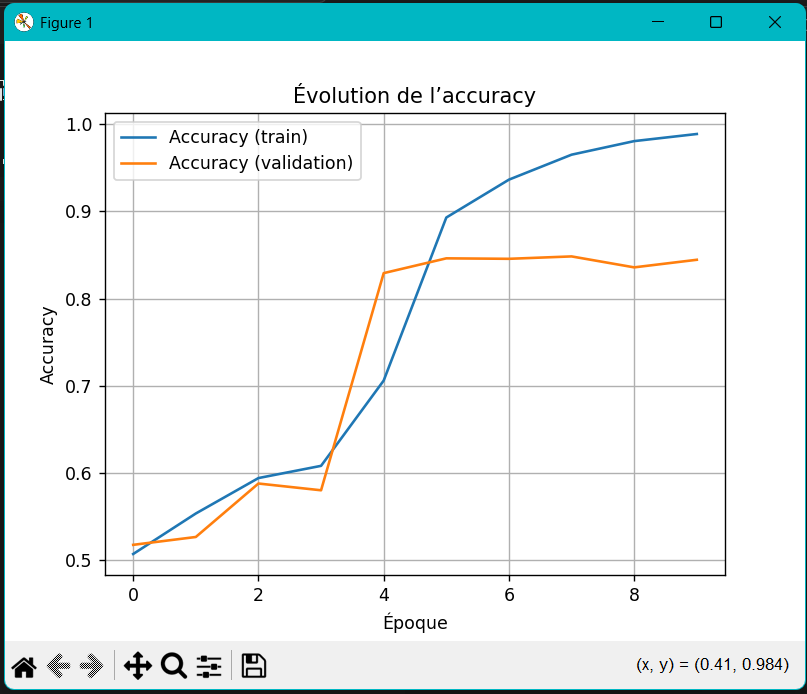 Figure 1
Évolution de l’accuracy
Accuracy (train)
Accuracy (validation)
1.0
0.9
0.8
0.7
0.6
0.5
Accuracy
0 2 4 6 8
Époque
(x, y) = (0.41, 0.984)